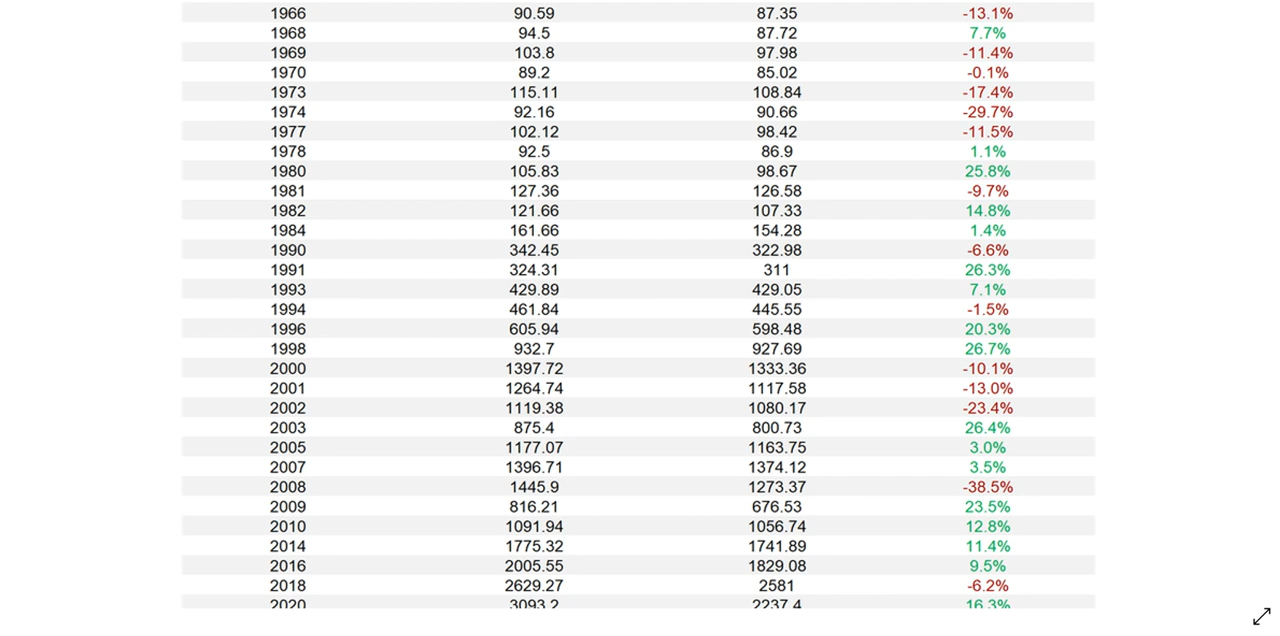 1966 90.59 87.35 -13.1%
1968 94.5 87.72 7.7%
1969 103.8 97.98 -11.4%
1970 89.2 85.02 -0.1%
1973 115.11 108.84 -17.4%
1974 92.16 90.66 -29.7%
1977 102.12 98.42 -11.5%
1978 92.5 86.9 1.1%
1980 105.83 98.67 25.8%
1981 127.36 126.58 -9.7%
1982 121.66 107.33 14.8%
1984 161.66 154.28 1.4%
1990 342.45 322.98 -6.6%
1991 324.31 311 26.3%
1993 429.89 429.05 7.1%
1994 461.84 445.55 -1.5%
1996 605.94 598.48 20.3%
1998 932.7 927.69 26.7%
2000 1397.72 1333.36 -10.1%
2001 1264.74 1117.58 -13.0%
2002 1119.38 1080.17 -23.4%
2003 875.4 800.73 26.4%
2005 1177.07 1163.75 3.0%
2007 1396.71 1374.12 3.5%
2008 1445.9 1273.37 -38.5%
2009 816.21 676.53 23.5%
2010 1091.94 1056.74 12.8%
2014 1775.32 1741.89 11.4%
2016 2005.55 1829.08 9.5%
2018 2629.27 2581 -6.2%
2020 3093.2 2237.4 16.3%